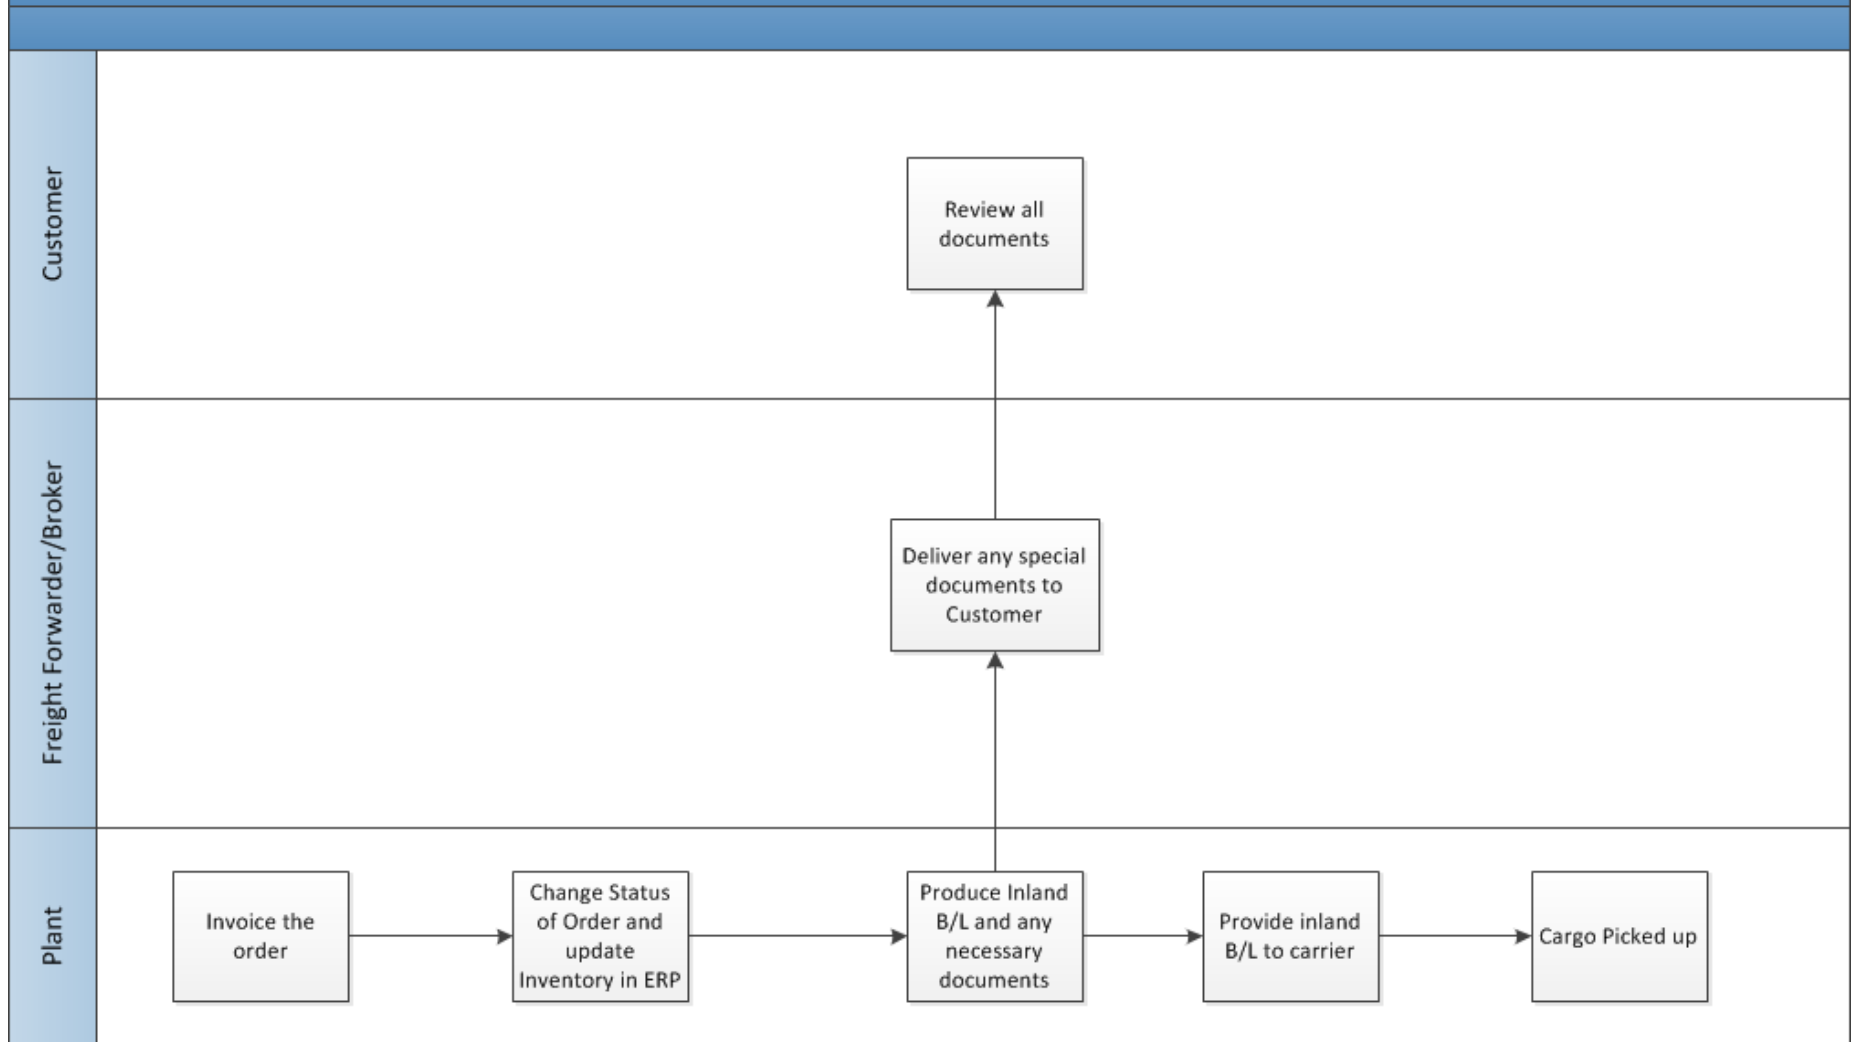 Customer
Review all
documents
Freight Forwarder/Broker
Deliver any special
documents to
Customer
Plant
Invoice the
order
Change Status
of Order and
update
Inventory in ERP
Produce Inland
B/L and any
necessary
documents
Provide inland
B/L to carrier
Cargo Picked up